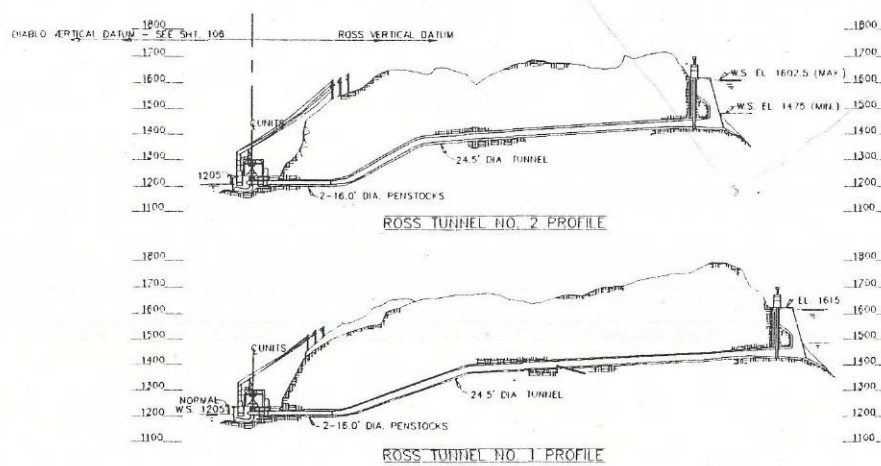 DIABLO VERTICAL DATUM - SEE SHT. 106
ROSS VERTICAL DATUM
1800
1700
1600
1500
1400
1300
1200
1100
1800
1700
1600
1500
1400
1300
1200
1100
W.S. EL 1602.5 (MAX.)
W.S. EL 1475 (MIN.)
℄ UNITS
1205
24.5' DIA TUNNEL
2-16.0' DIA. PENSTOCKS
ROSS TUNNEL NO. 2 PROFILE
1800
1700
1600
1500
1400
1300
1200
1100
1800
1700
1600
1500
1400
1300
1200
1100
EL 1615
℄ UNITS
NORMAL
W.S. 1205
24.5' DIA TUNNEL
2-16.0' DIA. PENSTOCKS
ROSS TUNNEL NO. 1 PROFILE